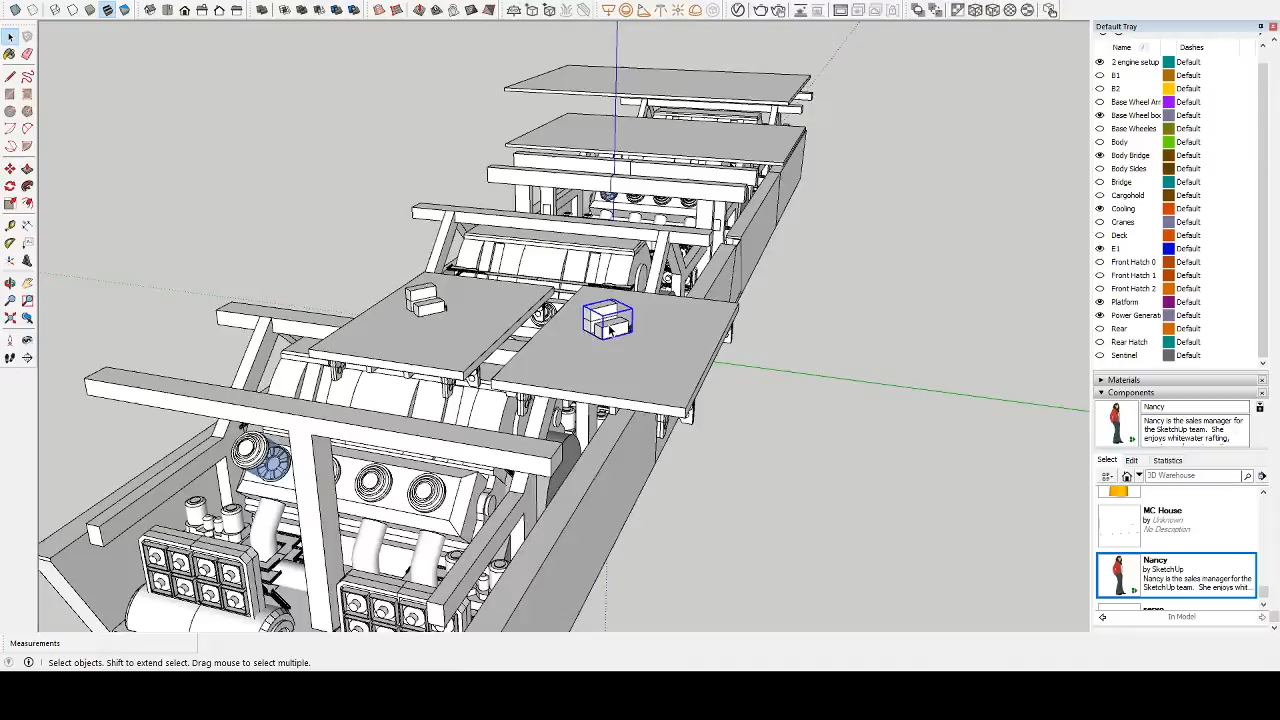 Default Tray
Name Dashes
2 engine setup Default
B1 Default
B2 Default
Base Wheel Arr Default
Base Wheel boo Default
Base Wheeles Default
Body Default
Body Bridge Default
Body Sides Default
Bridge Default
Cargohold Default
Cooling Default
Cranes Default
Deck Default
E1 Default
Front Hatch 0 Default
Front Hatch 1 Default
Front Hatch 2 Default
Platform Default
Power Generat Default
Rear Default
Rear Hatch Default
Sentinel Default
Materials
Components
Nancy
Nancy is the sales manager for
the SketchUp team. She
enjoys whitewater rafting,
Select Edit Statistics
3D Warehouse
MC House
by Unknown
No Description
Nancy
by SketchUp
Nancy is the sales manager for the
SketchUp team. She enjoys whit...
In Model
Measurements
Select objects. Shift to extend select. Drag mouse to select multiple.